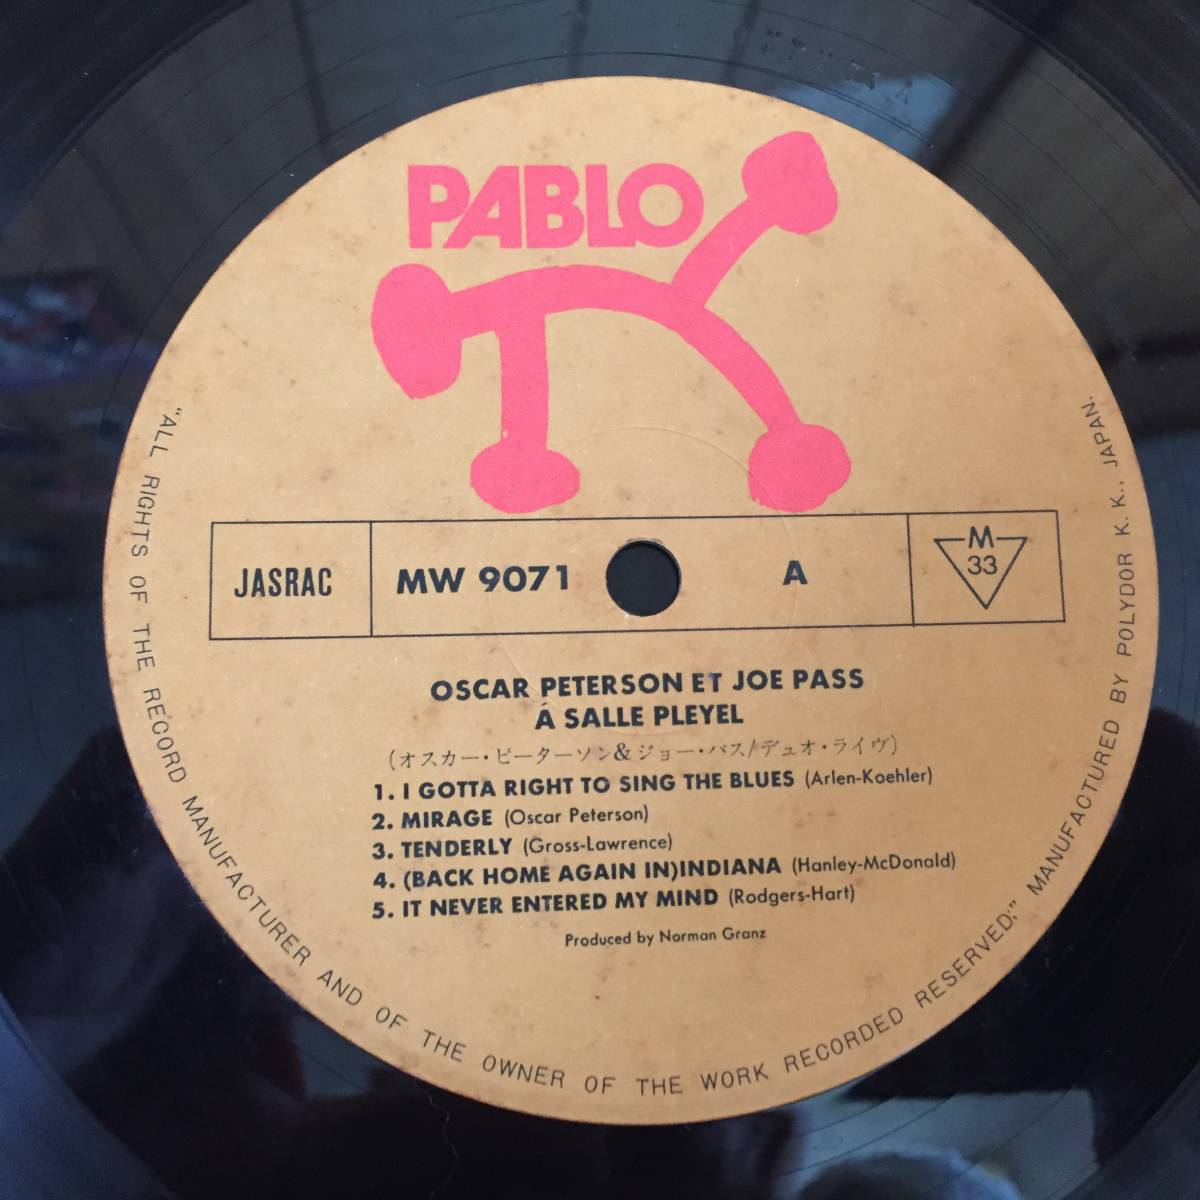 PABLO
JASRAC
MW 9071
A
M
33
OSCAR PETERSON ET JOE PASS
Á SALLE PLEYEL
(オスカー・ピーターソン&ジョー・パス/デュオ・ライヴ)
1. I GOTTA RIGHT TO SING THE BLUES (Arlen-Koehler)
2. MIRAGE (Oscar Peterson)
3. TENDERLY (Gross-Lawrence)
4. (BACK HOME AGAIN IN)INDIANA (Hanley-McDonald)
5. IT NEVER ENTERED MY MIND (Rodgers-Hart)
Produced by Norman Granz
"ALL RIGHTS OF THE RECORD MANUFACTURER AND OF THE OWNER OF THE WORK RECORDED RESERVED." MANUFACTURED BY POLYDOR K. K., JAPAN.